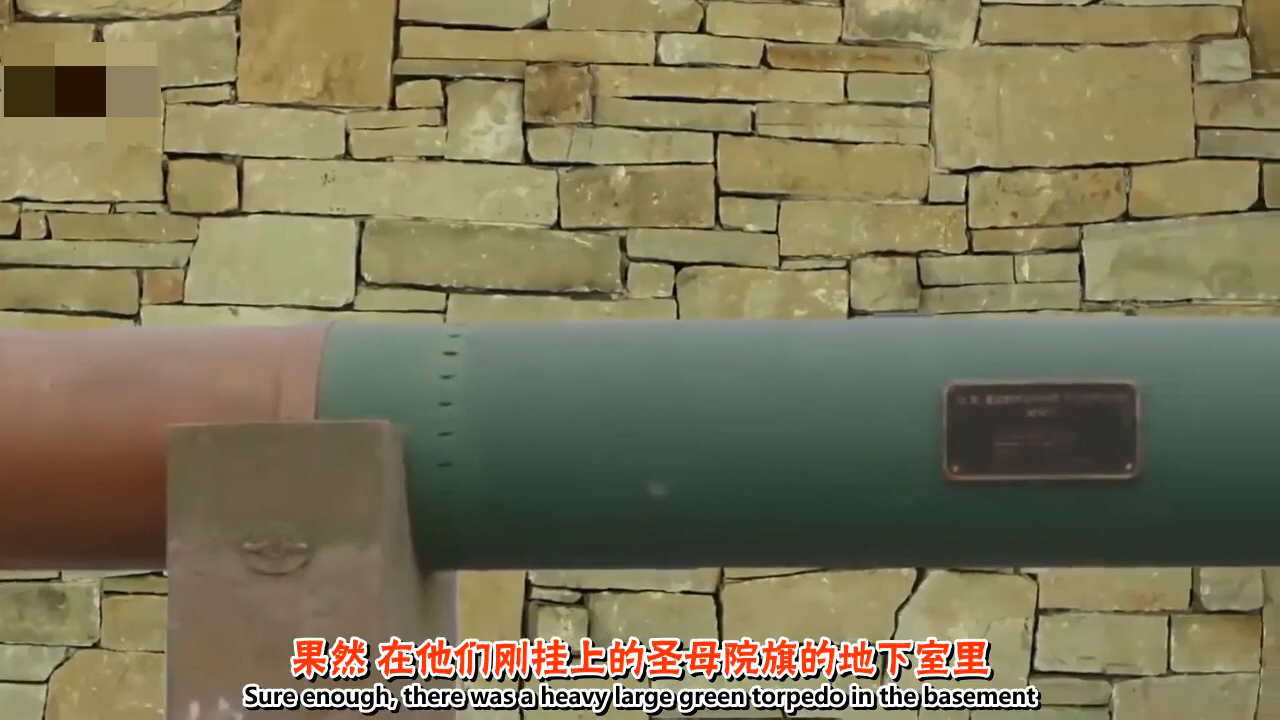 果然 在他们刚挂上的圣母院旗的地下室里
Sure enough, there was a heavy large green torpedo in the basement